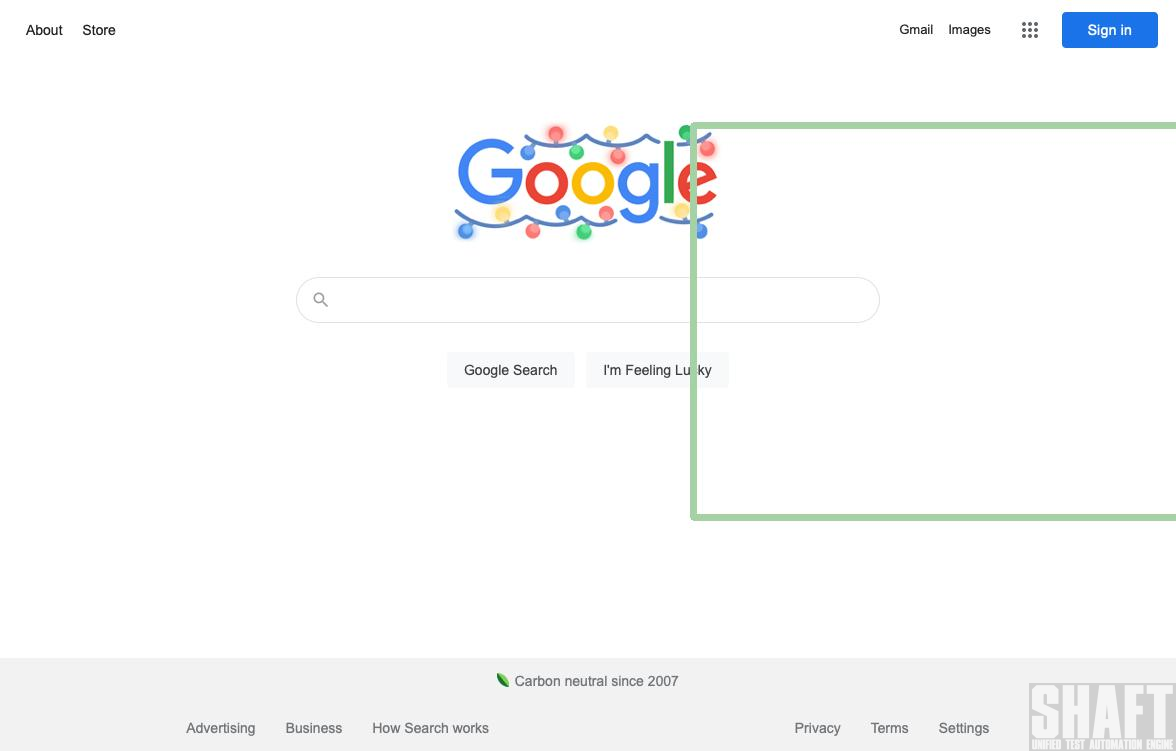 About Store
Gmail Images
Sign in
Google
Google Search
I'm Feeling Lucky
Carbon neutral since 2007
Advertising Business How Search works
Privacy Terms Settings
SHAFT
UNIFIED TEST AUTOMATION ENGINE